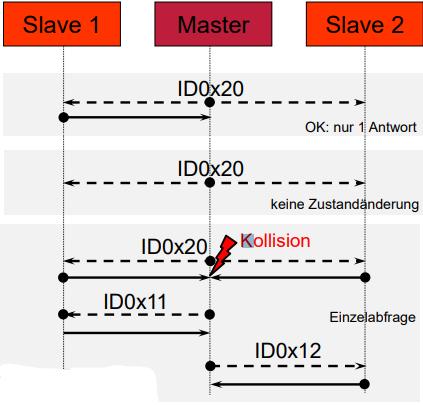 Slave 1
Master
Slave 2
ID0x20
OK: nur 1 Antwort
ID0x20
keine Zustandänderung
ID0x20
Kollision
ID0x11
Einzelabfrage
ID0x12